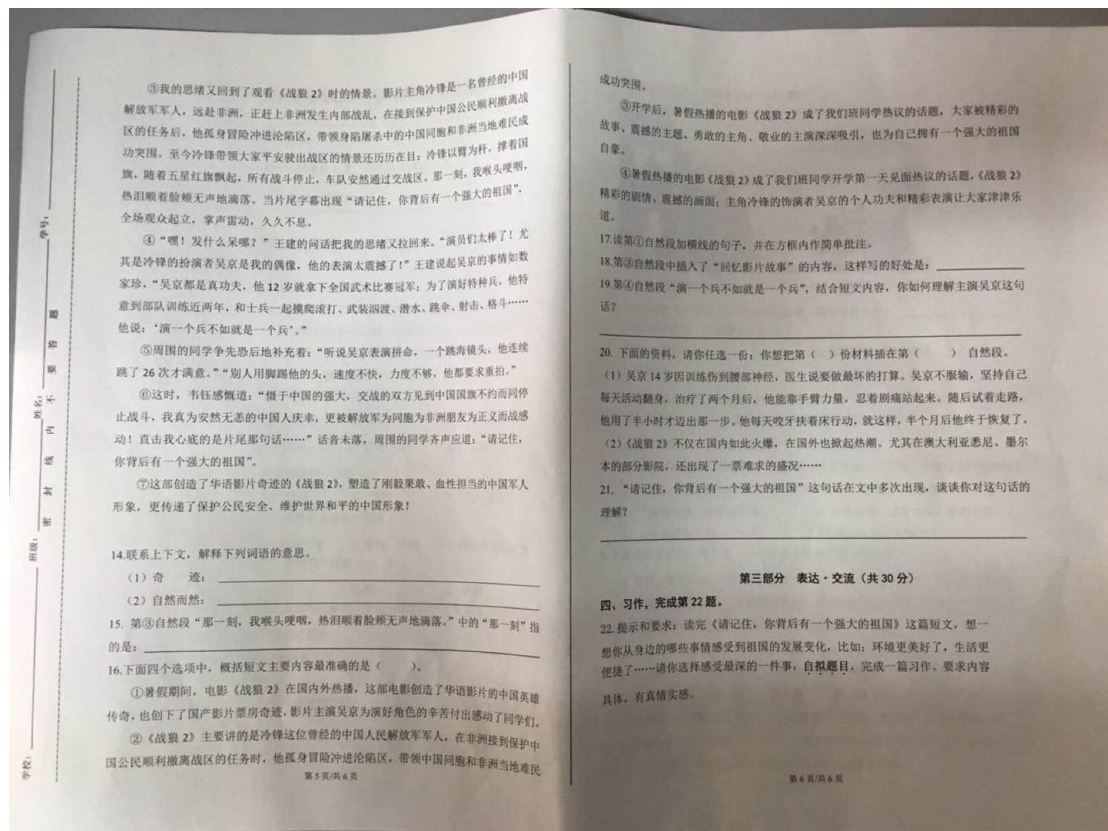 ③我的思绪又回到了观看《战狼2》时的情景。影片主角冷锋是一名曾经的中国
解放军军人，远赴非洲，正赶上非洲发生内部战乱，在接到保护中国公民顺利撤离战
区的任务后，他孤身冒险冲进沦陷区，带领身陷屠杀中的中国同胞和非洲当地难民成
功突围。至今冷锋带领大家平安驶出战区的情景还历历在目：冷锋以臂为杆，撑着国
旗，随着五星红旗飘起，所有战斗停止，车队安然通过交战区。那一刻，我喉头哽咽，
热泪顺着脸颊无声地滴落。当片尾字幕出现“请记住，你背后有一个强大的祖国”，
全场观众起立，掌声雷动，久久不息。
④“嘿！发什么呆哪？”王建的问话把我的思绪又拉回来。“演员们太棒了！尤
其是冷锋的扮演者吴京是我的偶像，他的表演太震撼了！”王建说起吴京的事情如数
家珍，“吴京都是真功夫，他12岁就拿下全国武术比赛冠军；为了演好特种兵，他特
意到部队训练近两年，和士兵一起摸爬滚打、武装泅渡、潜水、跳伞、射击、格斗……
他说：‘演一个兵不如就是一个兵’。”
⑤周围的同学争先恐后地补充着：“听说吴京表演拼命，一个跳海镜头，他连续
跳了26次才满意。”“别人用脚踢他的头，速度不快，力度不够，他都要求重拍。”
⑥这时，韦钰感慨道：“慑于中国的强大，交战的双方见到中国国旗不约而同停
止战斗，我真为安然无恙的中国人庆幸，更被解放军为同胞为非洲朋友为正义而战感
动！直击我心底的是片尾那句话……”话音未落，周围的同学齐声应道：“请记住，
你背后有一个强大的祖国”。
⑦这部创造了华语影片奇迹的《战狼2》，塑造了刚毅果敢、血性担当的中国军人
形象，更传递了保护公民安全、维护世界和平的中国形象！
14.联系上下文，解释下列词语的意思。
（1）奇 迹：
（2）自然而然：
15. 第③自然段“那一刻，我喉头哽咽，热泪顺着脸颊无声地滴落。”中的“那一刻”指
的是：
16.下面四个选项中，概括短文主要内容最准确的是（ ）。
①暑假期间，电影《战狼2》在国内外热播，这部电影创造了华语影片的中国英雄
传奇，也创下了国产影片票房奇迹，影片主演吴京为演好角色的辛苦付出感动了同学们。
②《战狼2》主要讲的是冷锋这位曾经的中国人民解放军军人，在非洲接到保护中
国公民顺利撤离战区的任务时，他孤身冒险冲进沦陷区，带领中国同胞和非洲当地难民
第5页/共6页
学校：
班级：
姓名：
学号：
密 封 线 内 不 要 答 题
成功突围。
③开学后，暑假热播的电影《战狼2》成了我们班同学热议的话题，大家被精彩的
故事、震撼的主题、勇敢的主角、敬业的主演深深吸引，也为自己拥有一个强大的祖国
自豪。
④暑假热播的电影《战狼2》成了我们班同学开学第一天见面热议的话题，《战狼2》
精彩的剧情、震撼的画面；主角冷锋的饰演者吴京的个人功夫和精彩表演让大家津津乐
道。
17.读第①自然段加横线的句子，并在方框内作简单批注。
18.第③自然段中插入了“回忆影片故事”的内容，这样写的好处是：
19.第④自然段“演一个兵不如就是一个兵”，结合短文内容，你如何理解主演吴京这句
话？
20. 下面的资料，请你任选一份：你想把第（ ）份材料插在第（ ）自然段。
（1）吴京14岁因训练伤到腰部神经，医生说要做最坏的打算。吴京不服输，坚持自己
每天活动翻身，治疗了两个月后，他能靠手臂力量，忍着剧痛站起来，随后试着走路，
他用了半小时才迈出那一步。他每天咬牙扶着床行动，就这样，半个月后他终于恢复了。
（2）《战狼2》不仅在国内如此火爆，在国外也掀起热潮。尤其在澳大利亚悉尼、墨尔
本的部分影院，还出现了一票难求的盛况……
21. “请记住，你背后有一个强大的祖国”这句话在文中多次出现，谈谈你对这句话的
理解？
第三部分 表达·交流（共30分）
四、习作，完成第22题。
22.提示和要求：读完《请记住，你背后有一个强大的祖国》这篇短文，想一
想你从身边的哪些事情感受到祖国的发展变化，比如：环境更美好了，生活更
便捷了……请你选择感受最深的一件事，自拟题目，完成一篇习作。要求内容
具体，有真情实感。
第6页/共6页